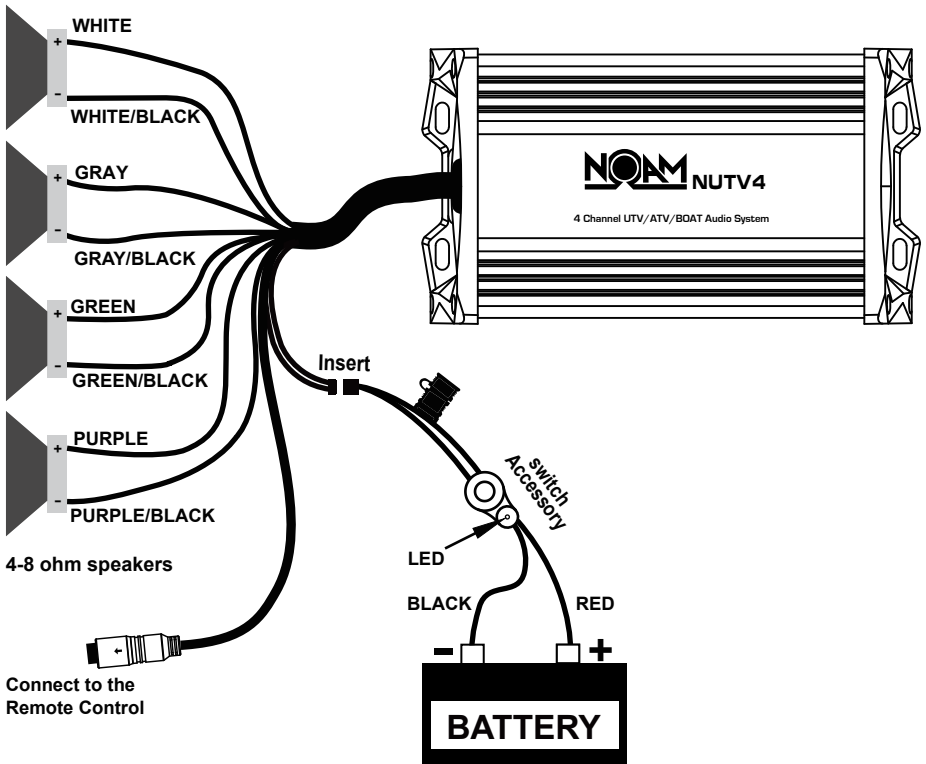 WHITE
+
-
WHITE/BLACK
GRAY
+
-
GRAY/BLACK
GREEN
+
-
GREEN/BLACK
PURPLE
+
-
PURPLE/BLACK
4-8 ohm speakers
NOAM NUTV4
4 Channel UTV/ATV/BOAT Audio System
Insert
switch
Accessory
LED
BLACK
RED
- +
BATTERY
Connect to the
Remote Control